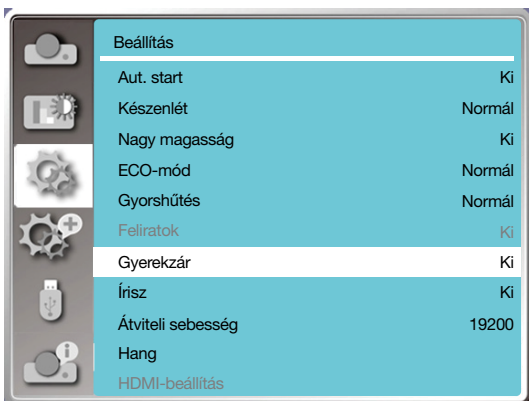 Beállítás
Aut. start Ki
Készenlét Normál
Nagy magasság Ki
ECO-mód Normál
Gyorshűtés Normál
Feliratok Ki
Gyerekzár Ki
Írisz Ki
Átviteli sebesség 19200
Hang
HDMI-beállítás